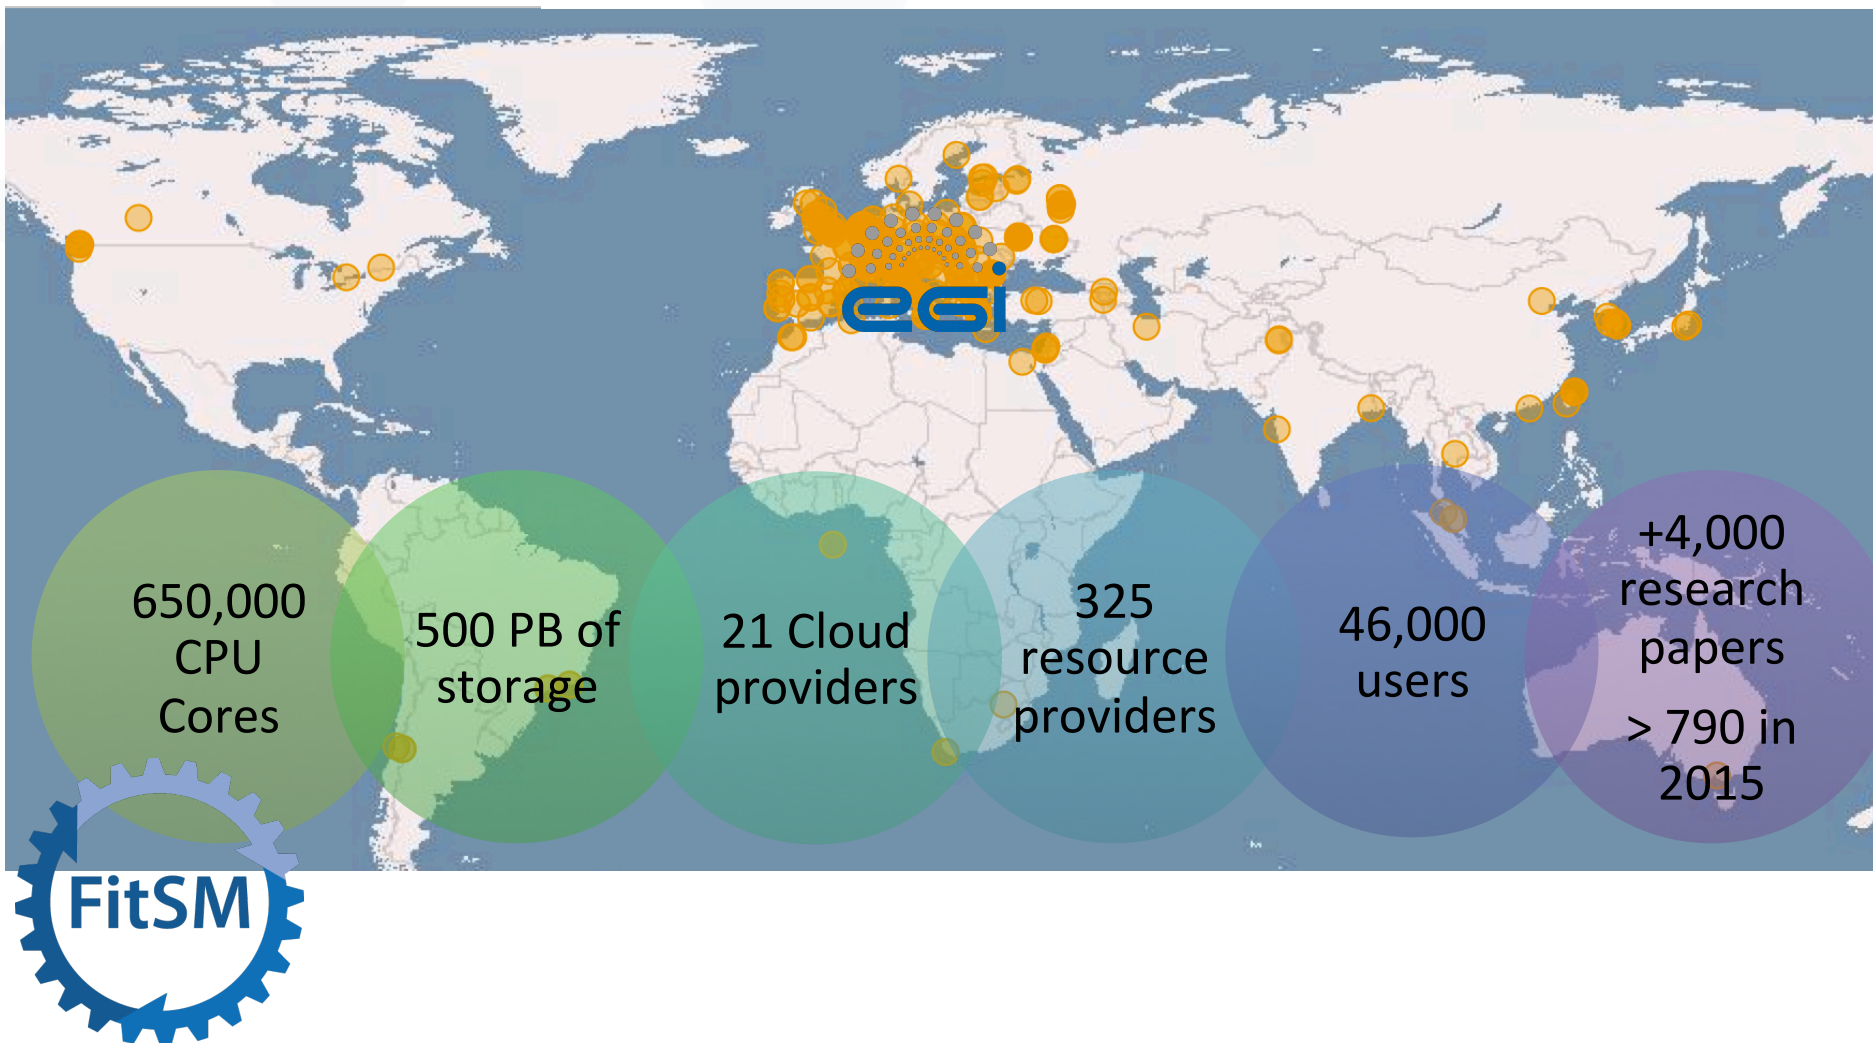 egi
650,000
CPU
Cores
500 PB of
storage
21 Cloud
providers
325
resource
providers
46,000
users
+4,000
research
papers
> 790 in
2015
FitSM